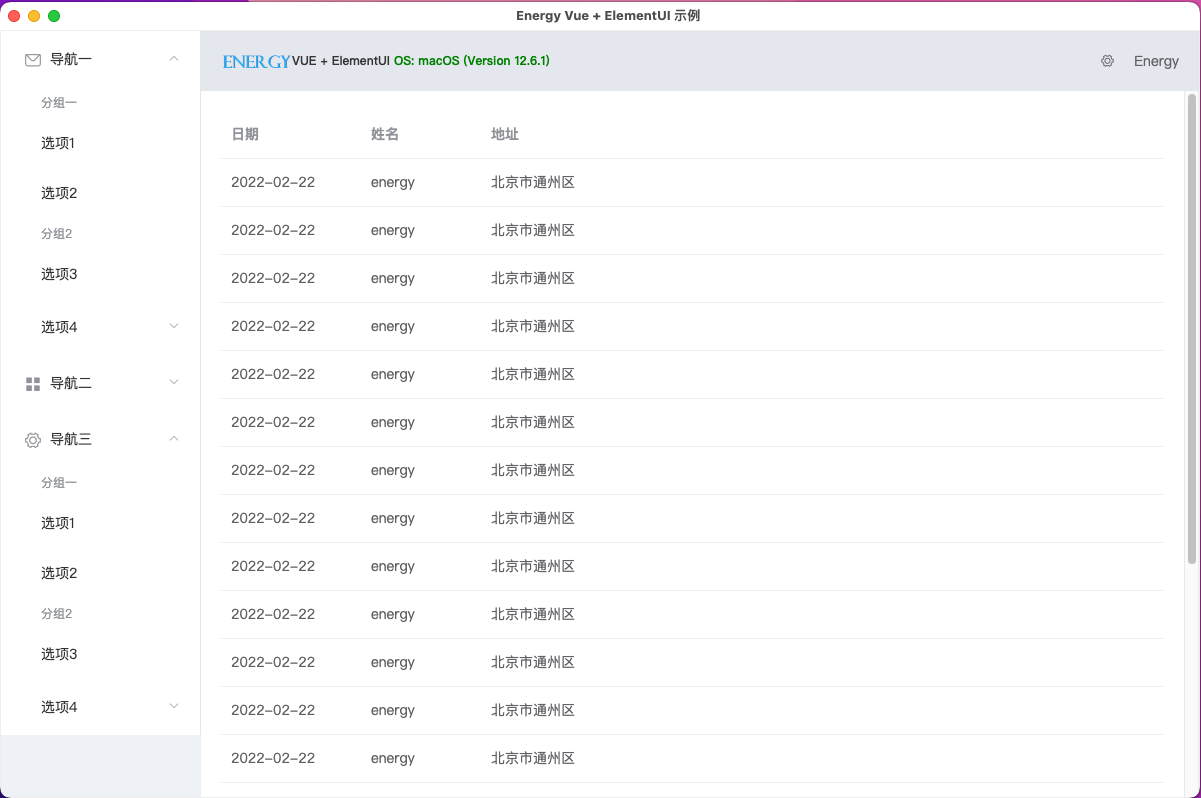 Energy Vue + ElementUI 示例
导航一
分组一
选项1
选项2
分组2
选项3
选项4
导航二
导航三
分组一
选项1
选项2
分组2
选项3
选项4
ENERGY VUE + ElementUI OS: macOS (Version 12.6.1) Energy
日期 姓名 地址
2022-02-22 energy 北京市通州区
2022-02-22 energy 北京市通州区
2022-02-22 energy 北京市通州区
2022-02-22 energy 北京市通州区
2022-02-22 energy 北京市通州区
2022-02-22 energy 北京市通州区
2022-02-22 energy 北京市通州区
2022-02-22 energy 北京市通州区
2022-02-22 energy 北京市通州区
2022-02-22 energy 北京市通州区
2022-02-22 energy 北京市通州区
2022-02-22 energy 北京市通州区
2022-02-22 energy 北京市通州区